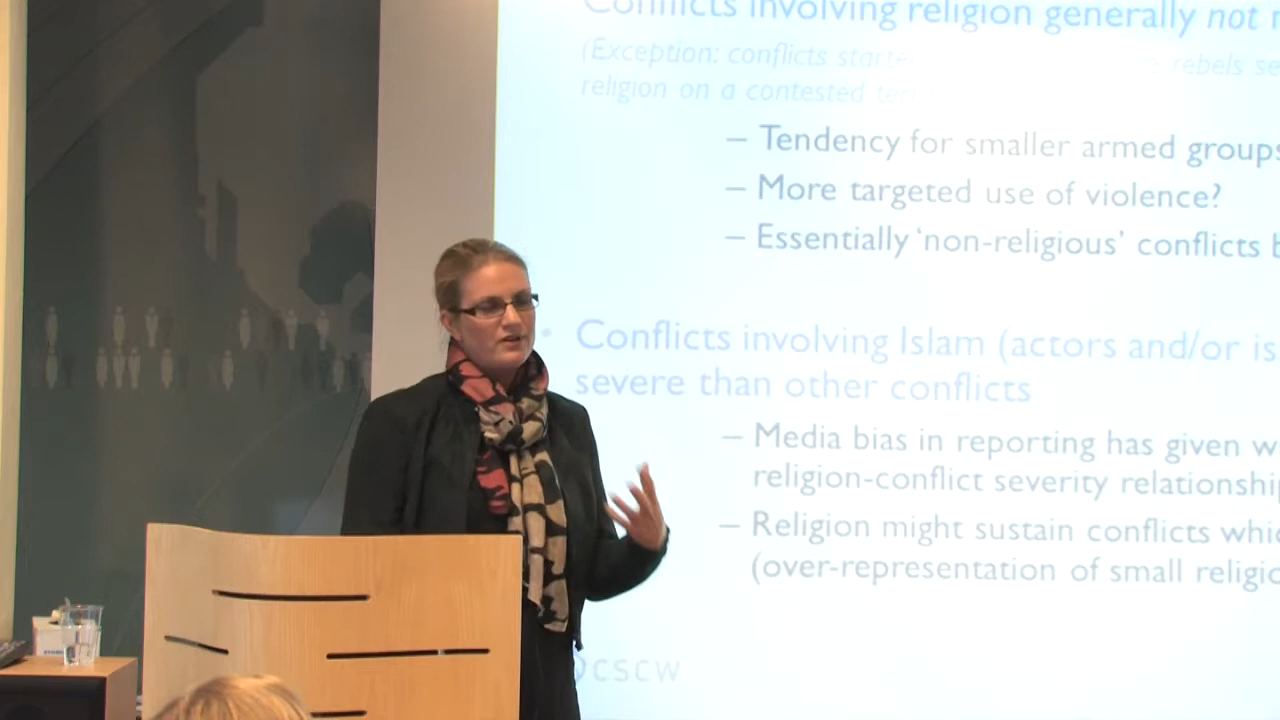 Conflicts involving religion generally not
(Exception: conflicts rebels
religion on a contested
– Tendency for smaller armed groups
– More targeted use of violence?
– Essentially ‘non-religious’ conflicts
• Conflicts involving Islam (actors and/or
severe than other conflicts
– Media bias in reporting has given
religion-conflict severity
– Religion might sustain conflicts
(over-representation of small
CSCW